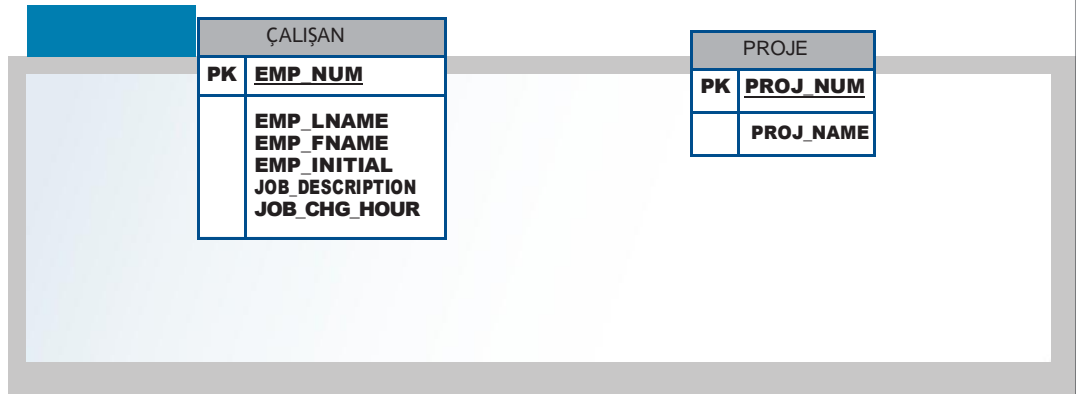 ÇALIŞAN
PK EMP_NUM
EMP_LNAME
EMP_FNAME
EMP_INITIAL
JOB_DESCRIPTION
JOB_CHG_HOUR
PROJE
PK PROJ_NUM
PROJ_NAME